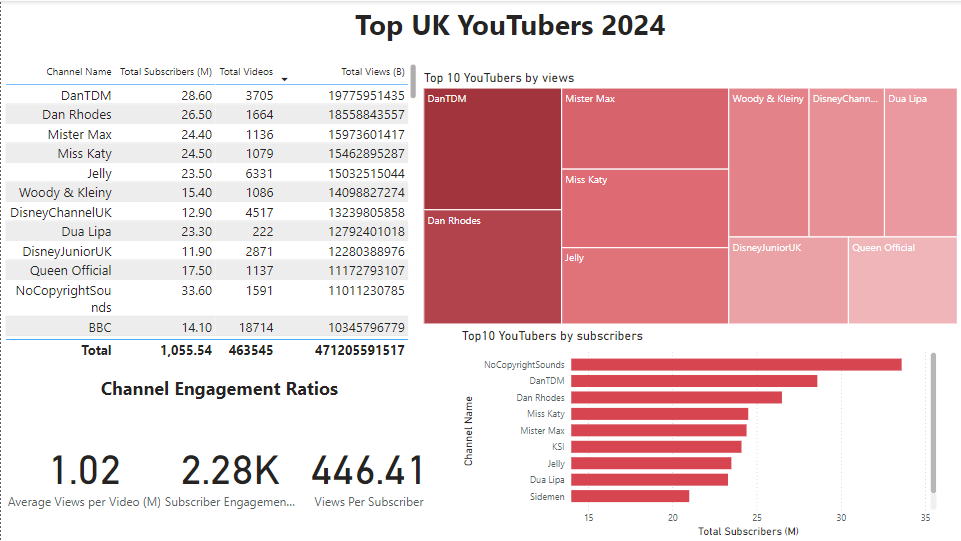 Top UK YouTubers 2024
Channel Name Total Subscribers (M) Total Videos Total Views (B)
DanTDM 28.60 3705 19775951435
Dan Rhodes 26.50 1664 18558843557
Mister Max 24.40 1136 15973601417
Miss Katy 24.50 1079 15462895287
Jelly 23.50 6331 15032515044
Woody & Kleiny 15.40 1086 14098827274
DisneyChannelUK 12.90 4517 13239805858
Dua Lipa 23.30 222 12792401018
DisneyJuniorUK 11.90 2871 12280388976
Queen Official 17.50 1137 11172793107
NoCopyrightSou 33.60 1591 11011230785
nds
BBC 14.10 18714 10345796779
Total 1,055.54 463545 471205591517
Top 10 YouTubers by views
DanTDM
Mister Max
Woody & Kleiny
DisneyChann...
Dua Lipa
Miss Katy
Dan Rhodes
Jelly
DisneyJuniorUK
Queen Official
Top10 YouTubers by subscribers
Channel Name
NoCopyrightSounds
DanTDM
Dan Rhodes
Miss Katy
Mister Max
KSI
Jelly
Dua Lipa
Sidemen
15 20 25 30 35
Total Subscribers (M)
Channel Engagement Ratios
1.02
Average Views per Video (M)
2.28K
Subscriber Engagemen...
446.41
Views Per Subscriber